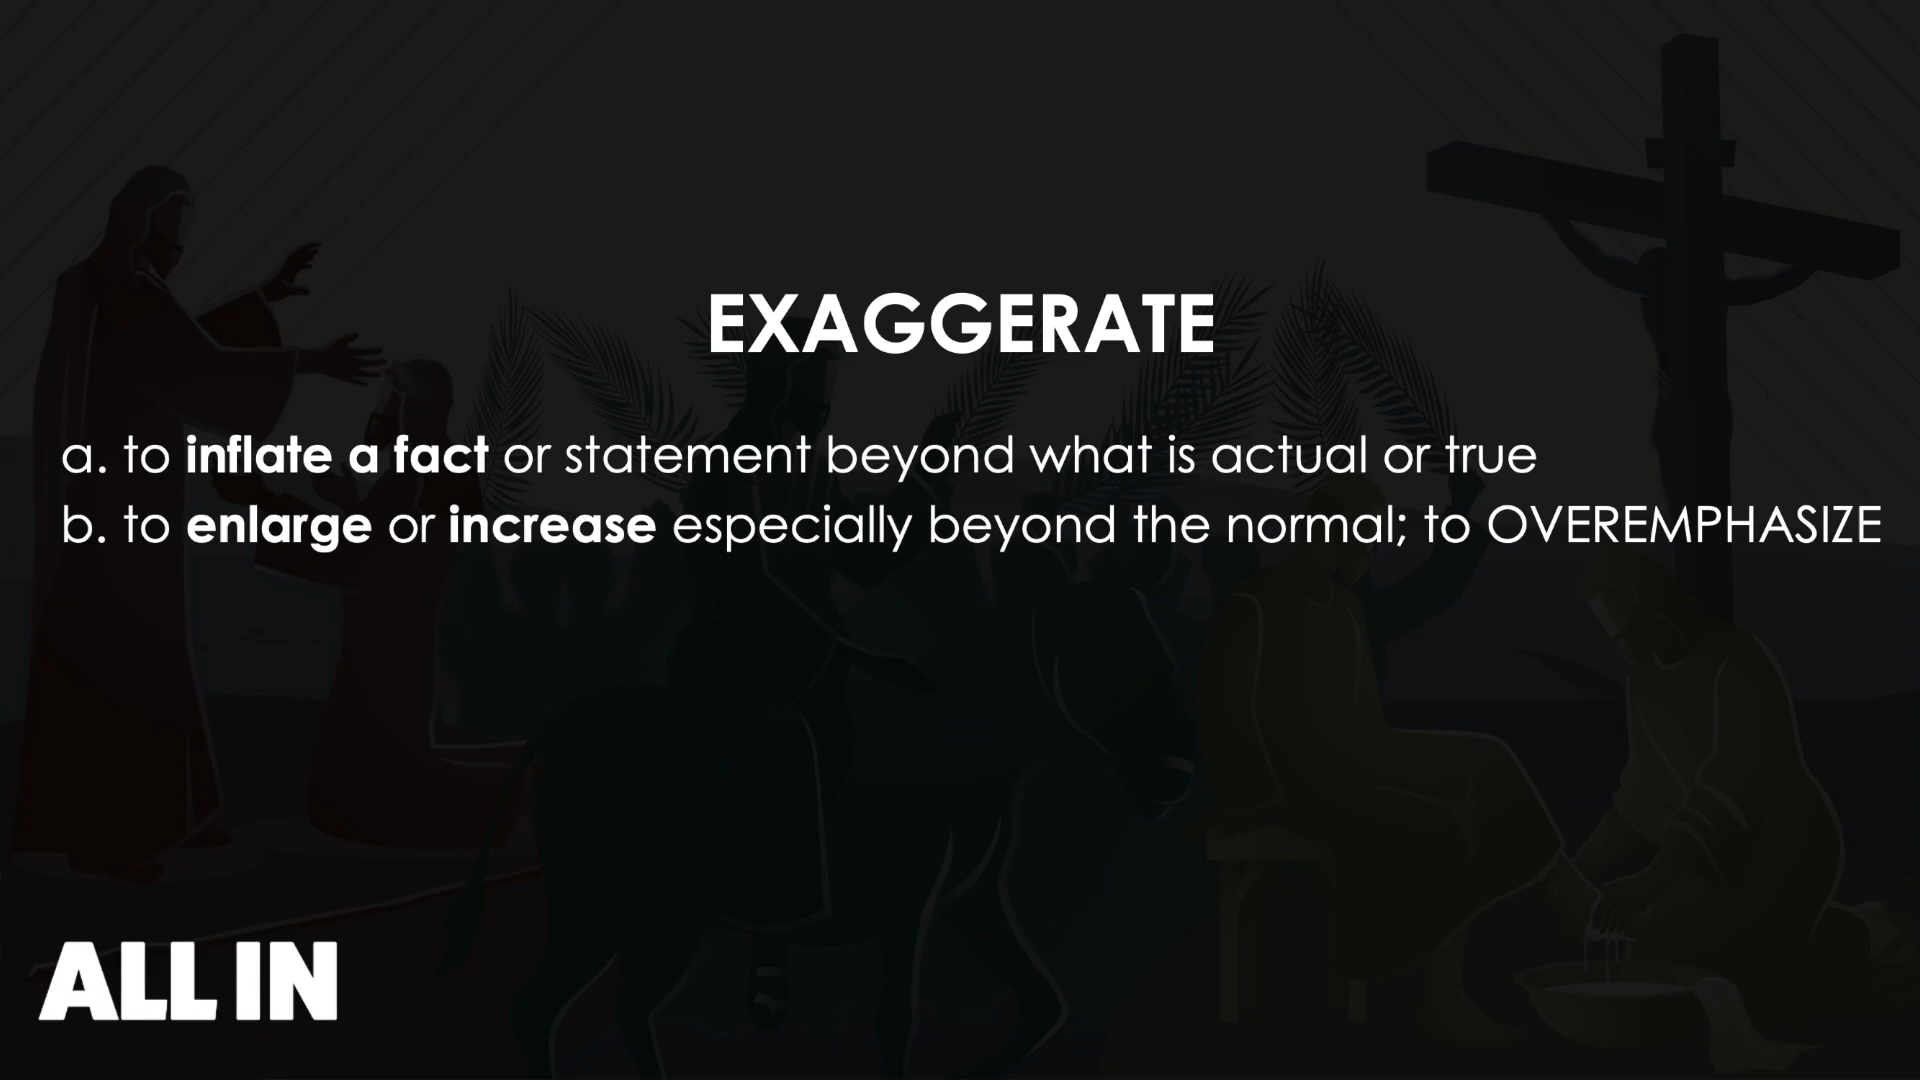 EXAGGERATE
a. to inflate a fact or statement beyond what is actual or true
b. to enlarge or increase especially beyond the normal; to OVEREMPHASIZE
ALL IN